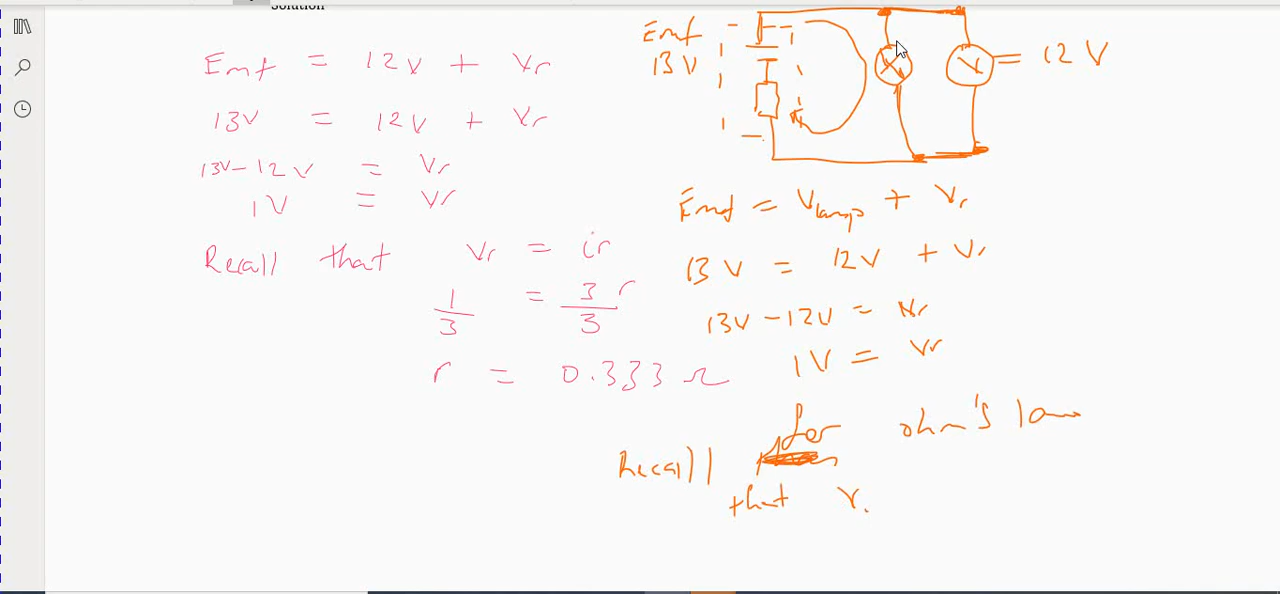 solution
Emf = 12V + Vr
13V = 12V + Vr
13V-12V = Vr
1V = Vr
Recall that Vr = ir
1/3 = 3r/3
r = 0.333 Ω
Emf
13V
V = 12V
Emf = Vlamp + Vr
13V = 12V + Vr
13V - 12V = Vr
1V = Vr
Recall for ohm's law
that V.